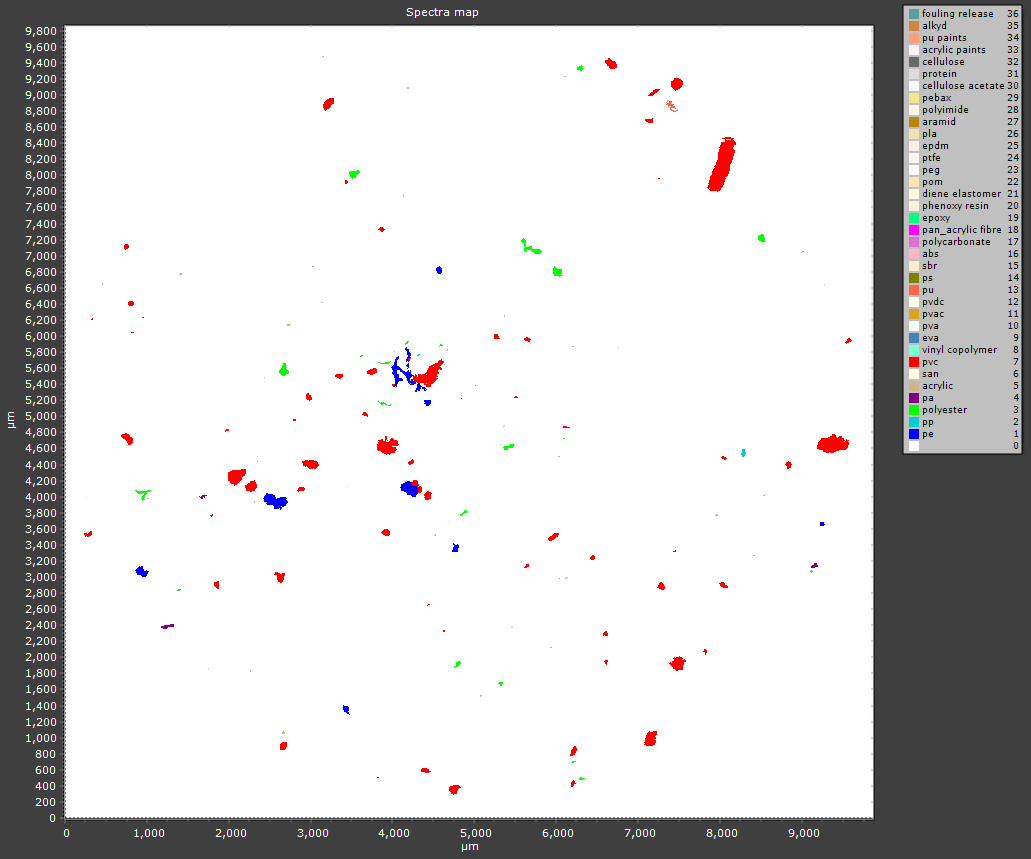 Spectra map
9,800
9,600
9,400
9,200
9,000
8,800
8,600
8,400
8,200
8,000
7,800
7,600
7,400
7,200
7,000
6,800
6,600
6,400
6,200
6,000
5,800
5,600
5,400
5,200
5,000
4,800
4,600
4,400
4,200
4,000
3,800
3,600
3,400
3,200
3,000
2,800
2,600
2,400
2,200
2,000
1,800
1,600
1,400
1,200
1,000
800
600
400
200
0
µm
0 1,000 2,000 3,000 4,000 5,000 6,000 7,000 8,000 9,000
µm
fouling release 36
alkyd 35
pu paints 34
acrylic paints 33
cellulose 32
protein 31
cellulose acetate 30
pebax 29
polyimide 28
aramid 27
pla 26
epdm 25
ptfe 24
peg 23
pom 22
diene elastomer 21
phenoxy resin 20
epoxy 19
pan_acrylic fibre 18
polycarbonate 17
abs 16
sbr 15
ps 14
pu 13
pvdc 12
pvac 11
pva 10
eva 9
vinyl copolymer 8
pvc 7
san 6
acrylic 5
pa 4
polyester 3
pp 2
pe 1
0